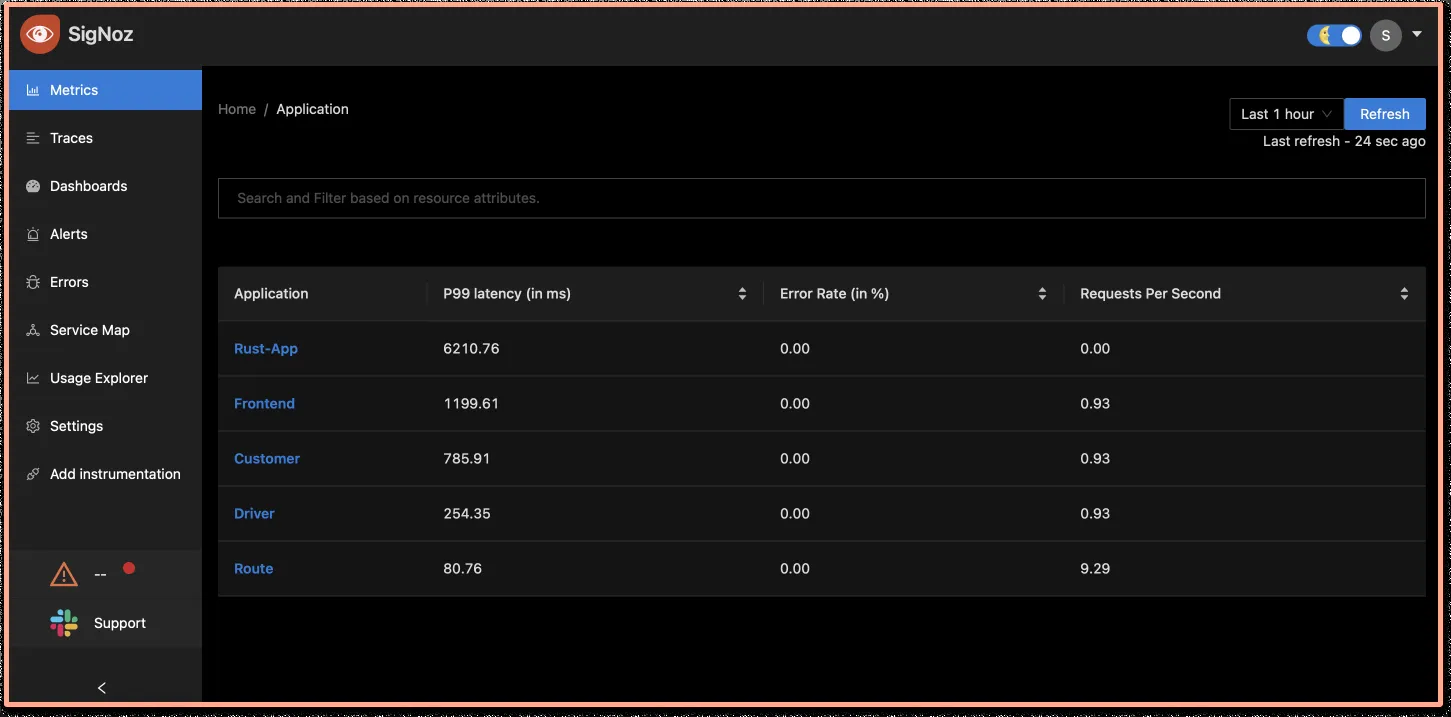 SigNoz
S
Metrics
Traces
Dashboards
Alerts
Errors
Service Map
Usage Explorer
Settings
Add instrumentation
--
Support
Home / Application
Last 1 hour
Refresh
Last refresh - 24 sec ago
Search and Filter based on resource attributes.
Application P99 latency (in ms) Error Rate (in %) Requests Per Second
Rust-App 6210.76 0.00 0.00
Frontend 1199.61 0.00 0.93
Customer 785.91 0.00 0.93
Driver 254.35 0.00 0.93
Route 80.76 0.00 9.29